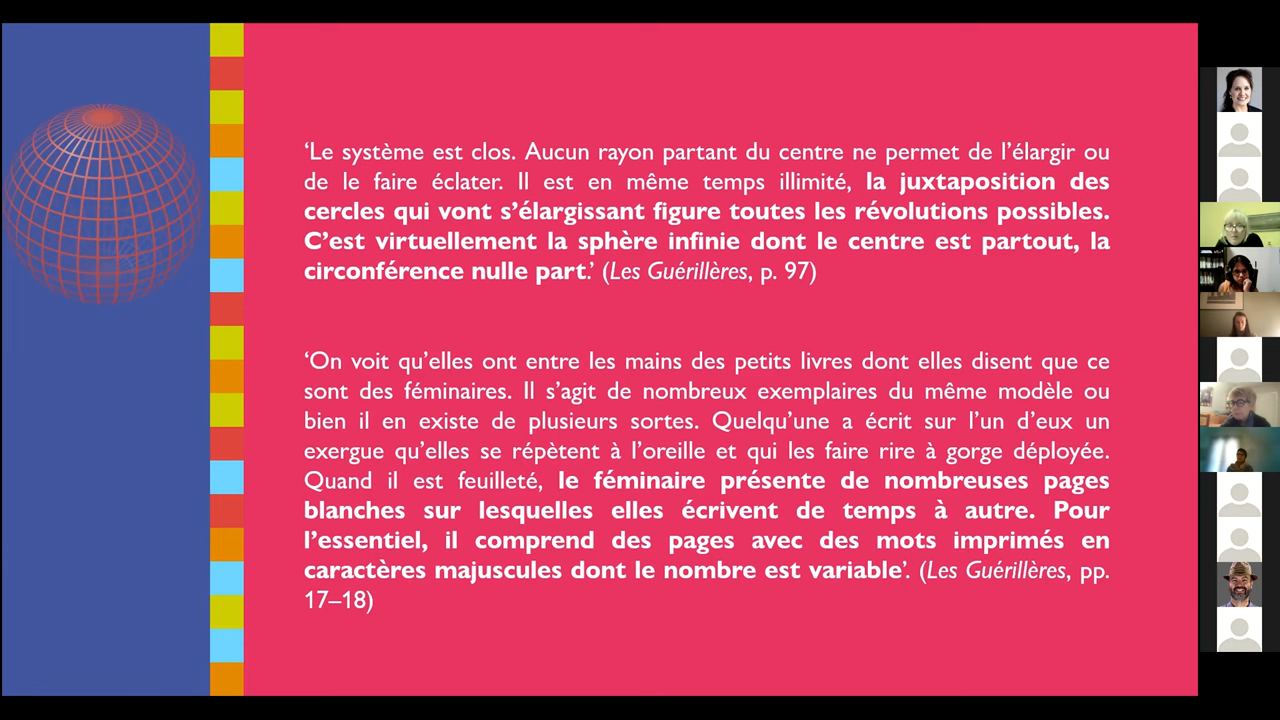 ‘Le système est clos. Aucun rayon partant du centre ne permet de l’élargir ou
de le faire éclater. Il est en même temps illimité, la juxtaposition des
cercles qui vont s’élargissant figure toutes les révolutions possibles.
C’est virtuellement la sphère infinie dont le centre est partout, la
circonférence nulle part.’ (Les Guérillères, p. 97)
‘On voit qu’elles ont entre les mains des petits livres dont elles disent que ce
sont des féminaires. Il s’agit de nombreux exemplaires du même modèle ou
bien il en existe de plusieurs sortes. Quelqu’une a écrit sur l’un d’eux un
exergue qu’elles se répètent à l’oreille et qui les faire rire à gorge déployée.
Quand il est feuilleté, le féminaire présente de nombreuses pages
blanches sur lesquelles elles écrivent de temps à autre. Pour
l’essentiel, il comprend des pages avec des mots imprimés en
caractères majuscules dont le nombre est variable’. (Les Guérillères, pp.
17–18)